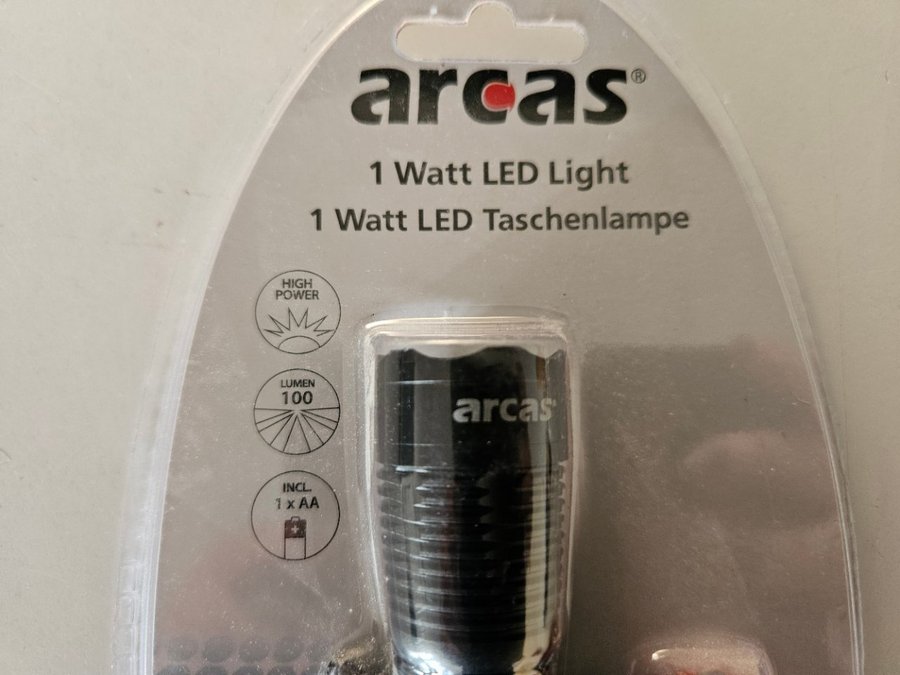 arcas®
1 Watt LED Light
1 Watt LED Taschenlampe
HIGH
POWER
LUMEN
100
INCL.
1 x AA
arcas